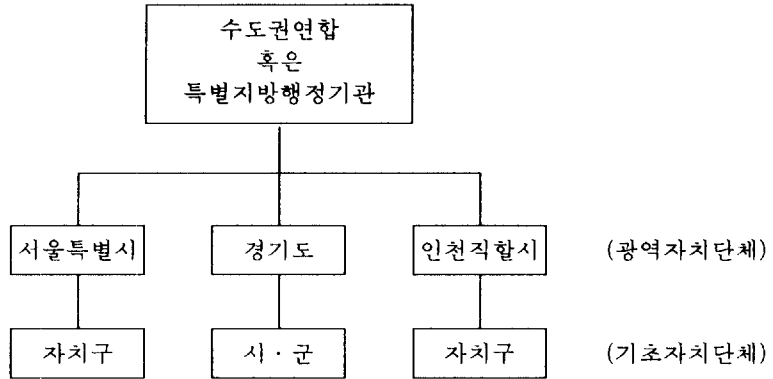 수도권연합
혹은
특별지방행정기관
서울특별시 경기도 인천직할시 (광역자치단체)
자치구 시·군 자치구 (기초자치단체)